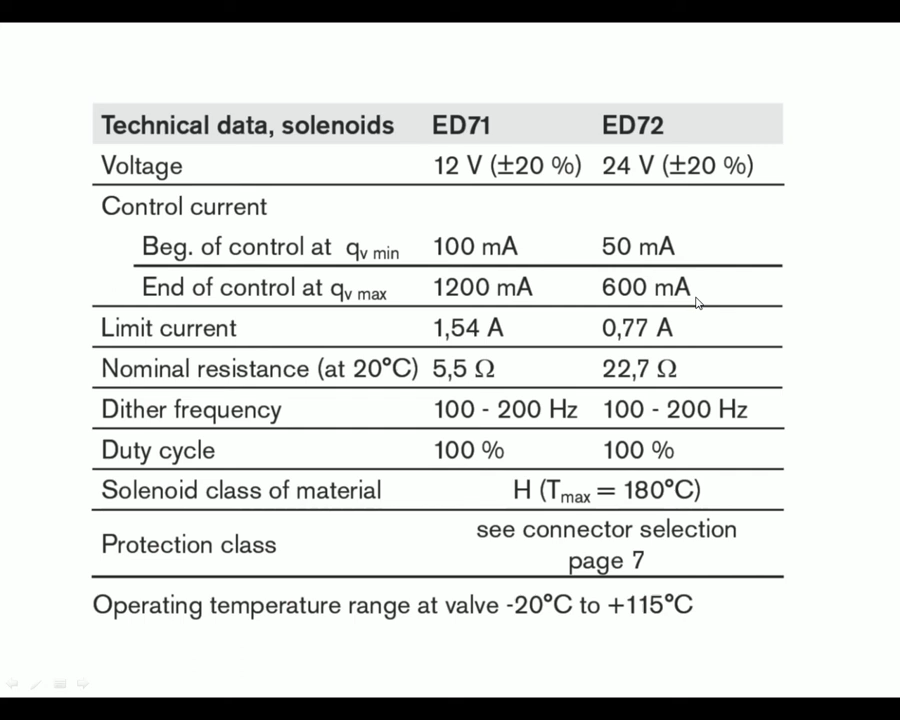 Technical data, solenoids ED71 ED72
Voltage 12 V (±20 %) 24 V (±20 %)
Control current
Beg. of control at qv min 100 mA 50 mA
End of control at qv max 1200 mA 600 mA
Limit current 1,54 A 0,77 A
Nominal resistance (at 20°C) 5,5 Ω 22,7 Ω
Dither frequency 100 - 200 Hz 100 - 200 Hz
Duty cycle 100 % 100 %
Solenoid class of material H (Tmax = 180°C)
Protection class see connector selection
page 7
Operating temperature range at valve -20°C to +115°C